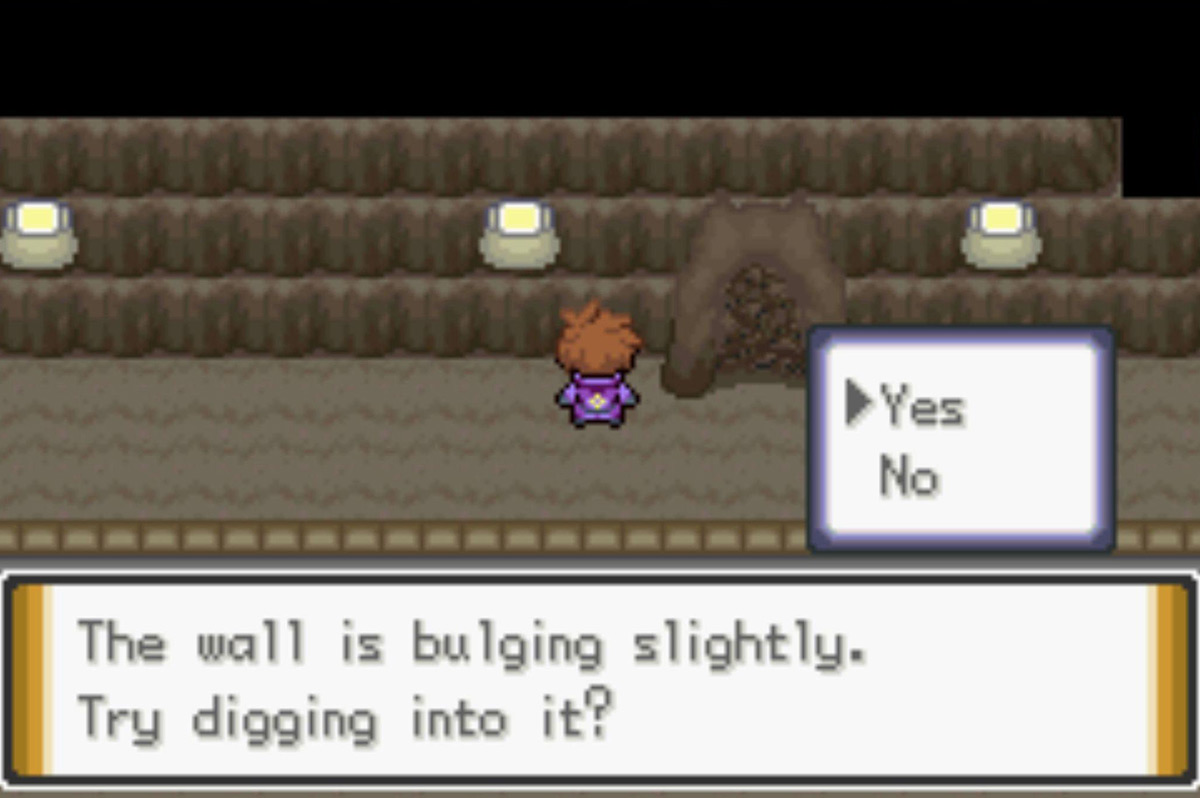 Yes
No
The wall is bulging slightly.
Try digging into it?